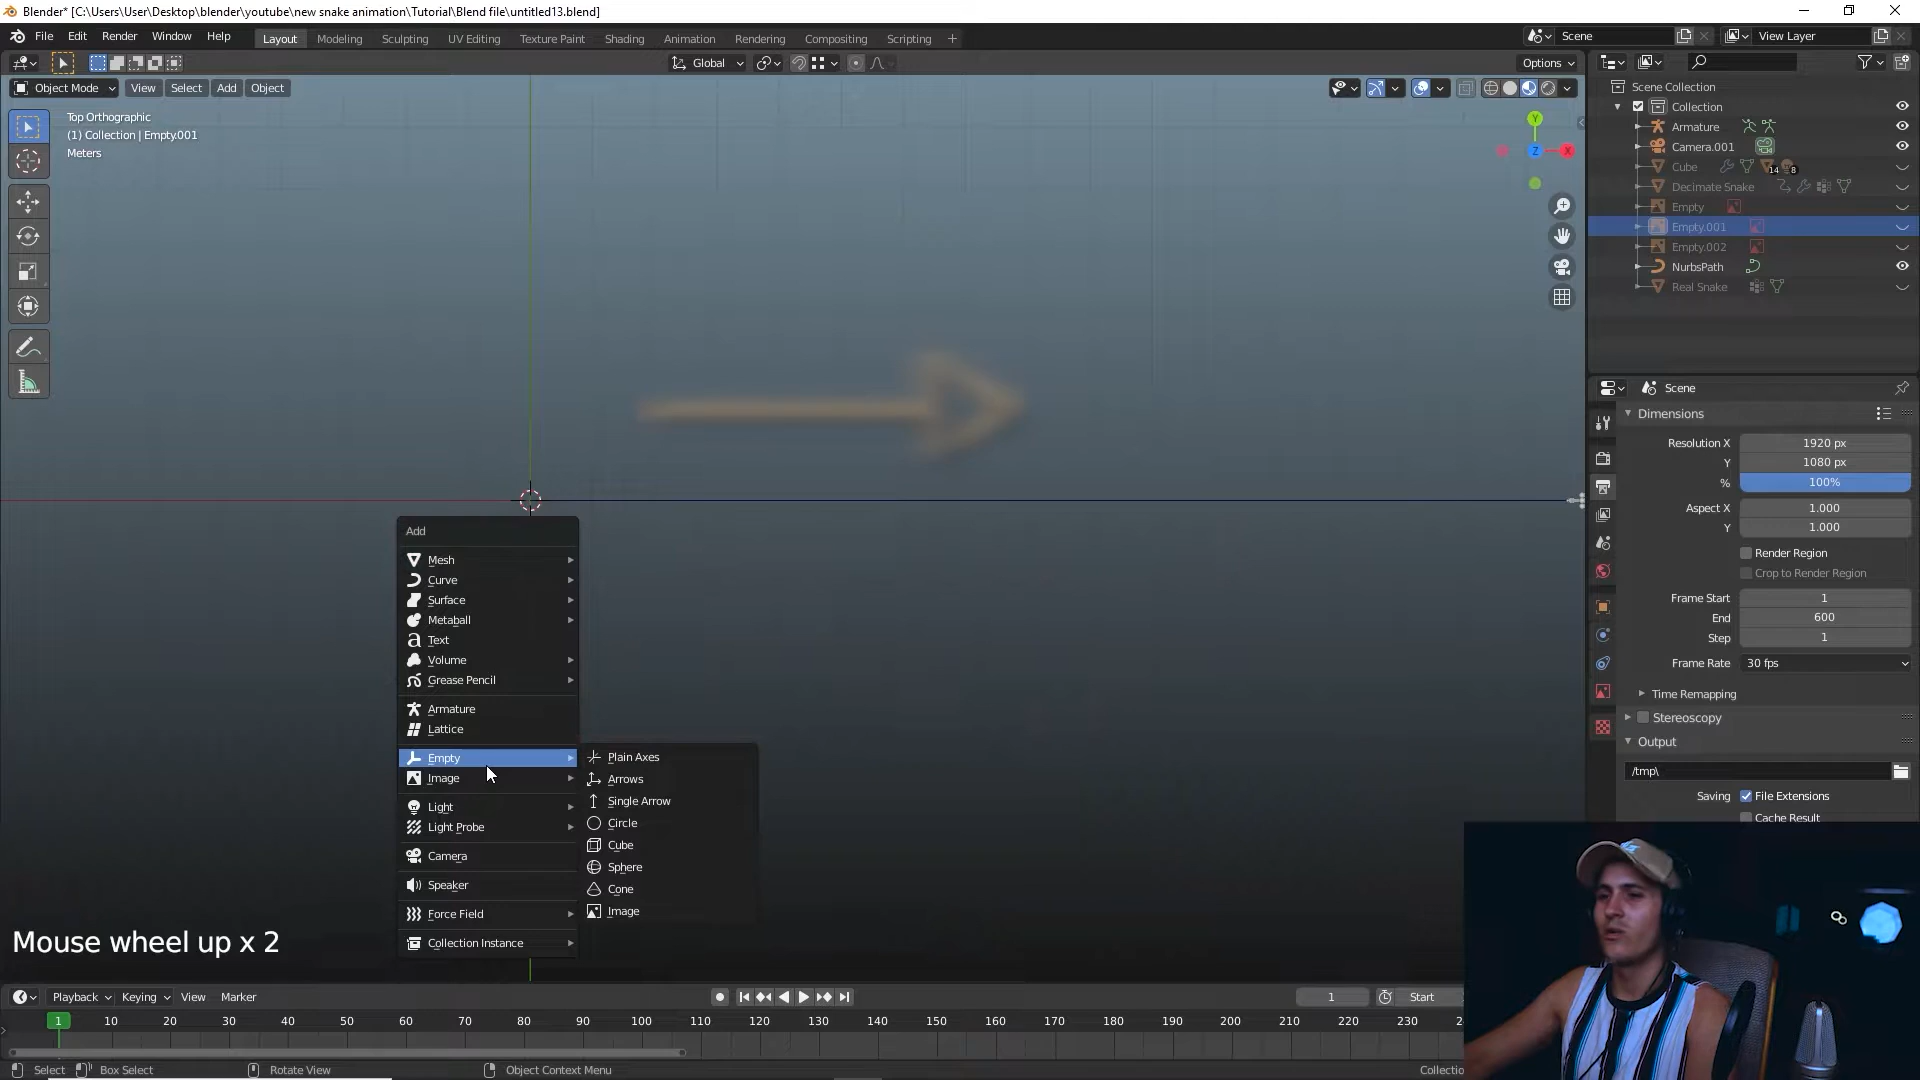 Blender* [C:\Users\User\Desktop\blender\youtube\new snake animation\Tutorial\Blend file\untitled13.blend]
File Edit Render Window Help Layout Modeling Sculpting UV Editing Texture Paint Shading Animation Rendering Compositing Scripting + Scene View Layer
Global Options
Object Mode View Select Add Object
Top Orthographic
(1) Collection | Empty.001
Meters
Y
Z X
Scene Collection
Collection
Armature
Camera.001
Cube 14 8
Decimate Snake
Empty
Empty.001
Empty.002
NurbsPath
Real Snake
Scene
Dimensions
Resolution X 1920 px
Y 1080 px
% 100%
Aspect X 1.000
Y 1.000
Render Region
Crop to Render Region
Frame Start 1
End 600
Step 1
Frame Rate 30 fps
Time Remapping
Stereoscopy
Output
/tmp\
Saving File Extensions
Cache Result
Add
Mesh
Curve
Surface
Metaball
Text
Volume
Grease Pencil
Armature
Lattice
Empty
Image
Light
Light Probe
Camera
Speaker
Force Field
Collection Instance
Plain Axes
Arrows
Single Arrow
Circle
Cube
Sphere
Cone
Image
Mouse wheel up x 2
Playback Keying View Marker 1 Start
1 10 20 30 40 50 60 70 80 90 100 110 120 130 140 150 160 170 180 190 200 210 220 230
Select Box Select Rotate View Object Context Menu